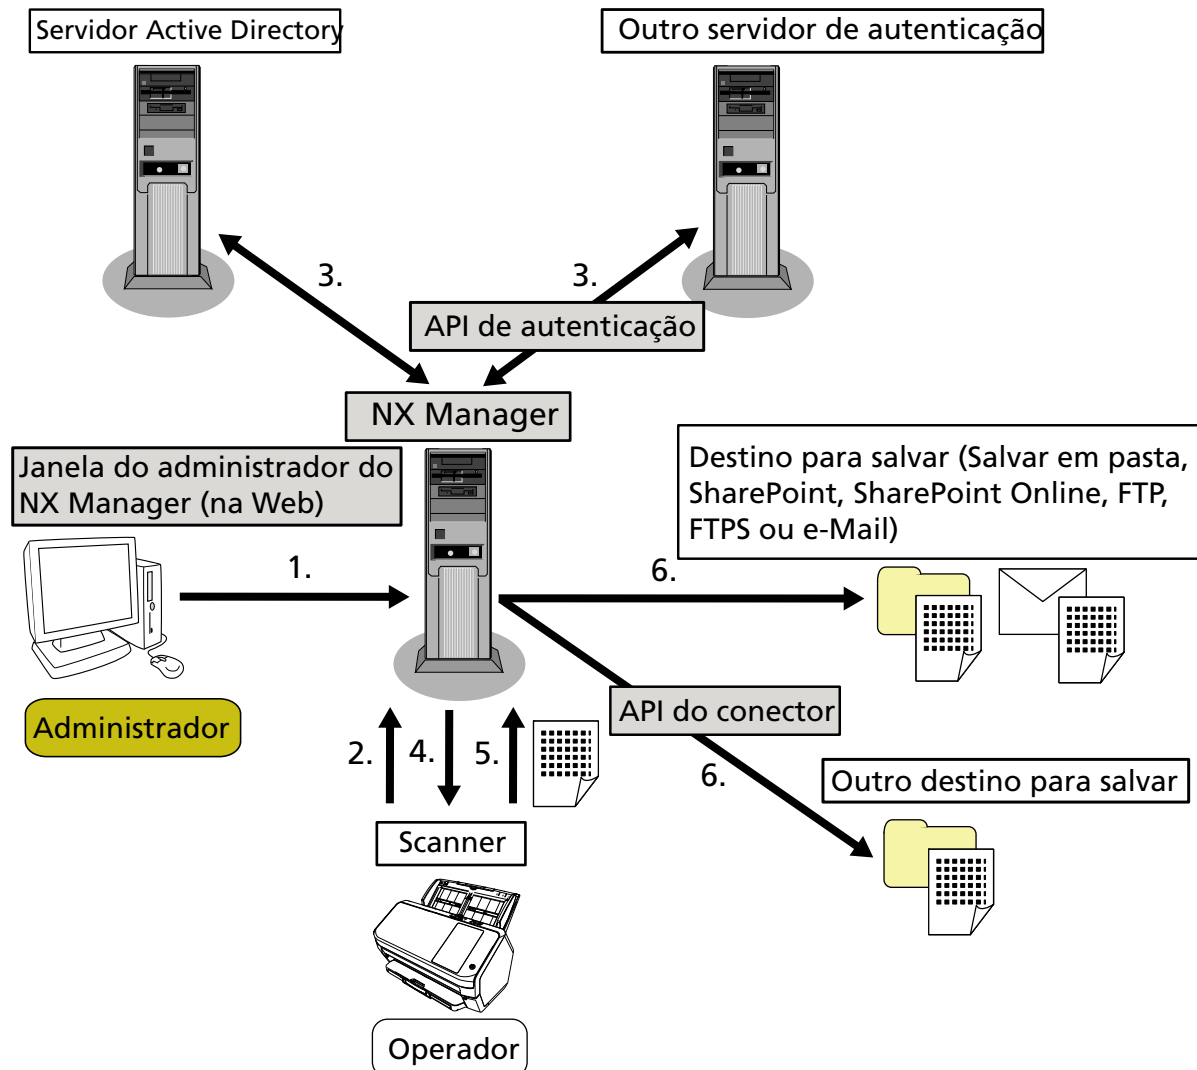 Servidor Active Directory
Outro servidor de autenticação
3.
3.
API de autenticação
NX Manager
Janela do administrador do
NX Manager (na Web)
Destino para salvar (Salvar em pasta,
SharePoint, SharePoint Online, FTP,
FTPS ou e-Mail)
1.
6.
Administrador
API do conector
2.
4.
5.
6.
Outro destino para salvar
Scanner
Operador